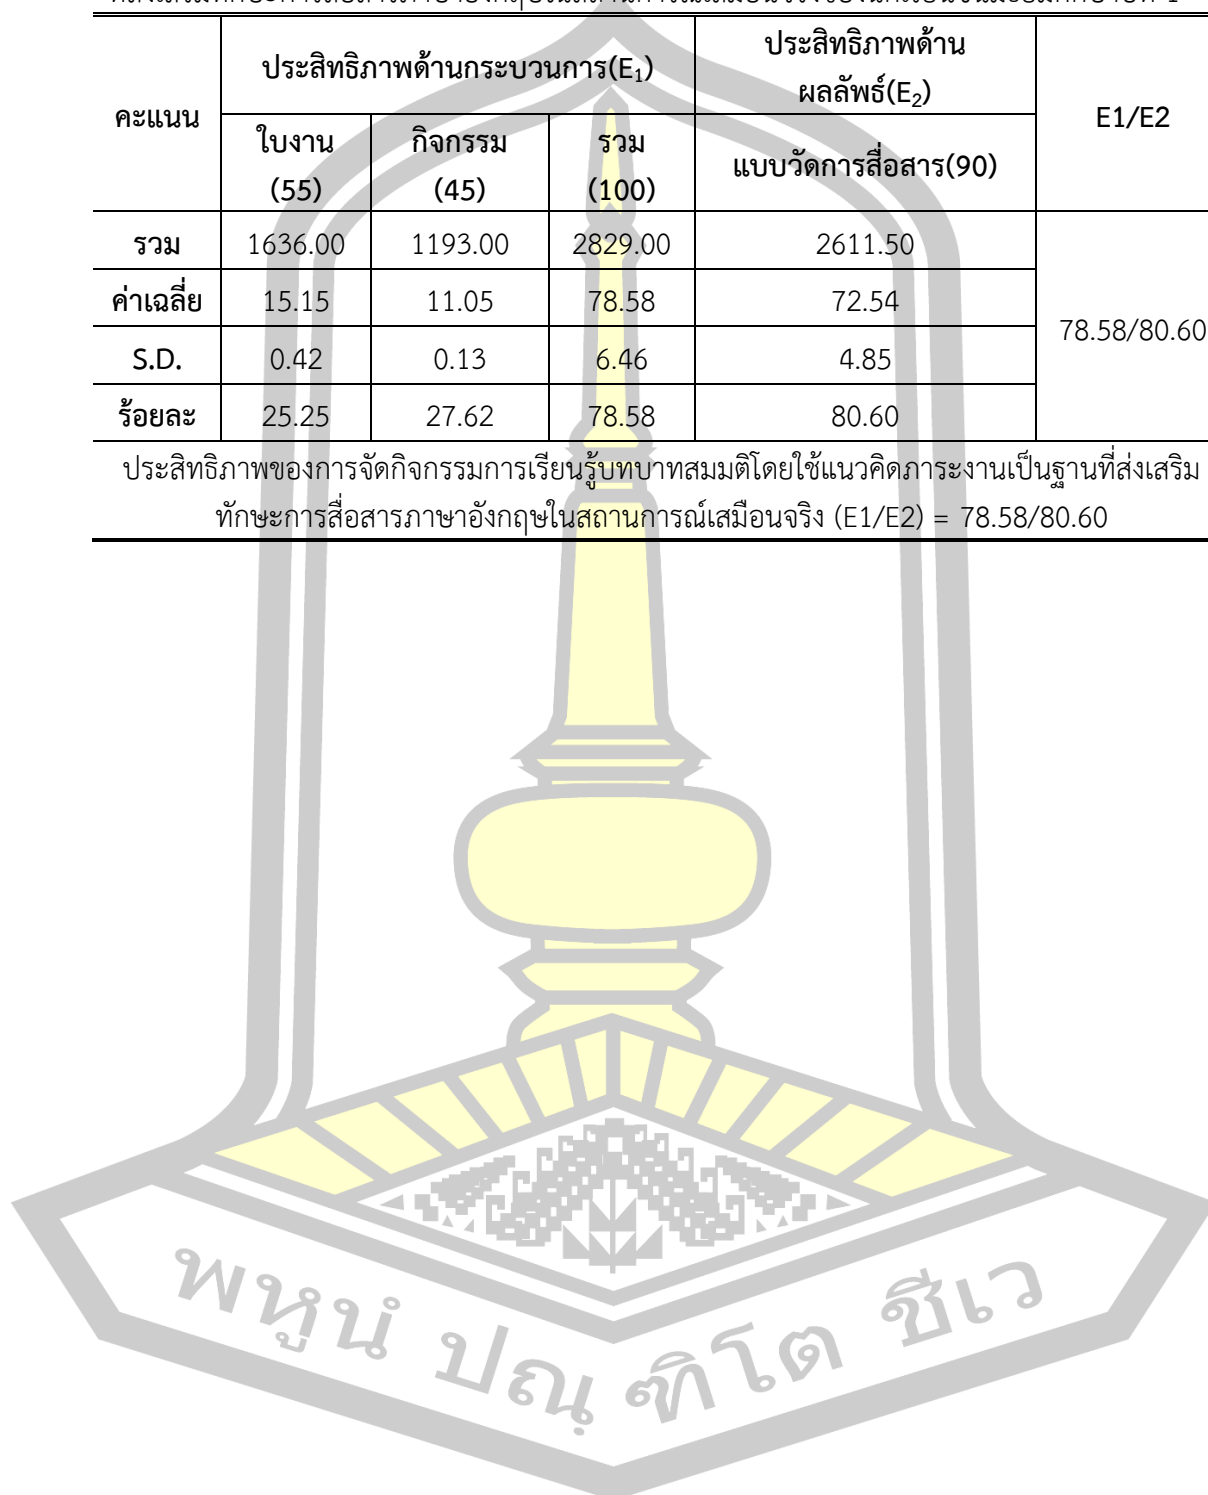 คะแนน
ประสิทธิภาพด้านกระบวนการ(E₁)
ประสิทธิภาพด้าน
ผลลัพธ์(E₂)
E1/E2
ใบงาน
(55)
กิจกรรม
(45)
รวม
(100)
แบบวัดการสื่อสาร(90)
รวม 1636.00 1193.00 2829.00 2611.50
ค่าเฉลี่ย 15.15 11.05 78.58 72.54
78.58/80.60
S.D. 0.42 0.13 6.46 4.85
ร้อยละ 25.25 27.62 78.58 80.60
ประสิทธิภาพของการจัดกิจกรรมการเรียนรู้บทบาทสมมติโดยใช้แนวคิดภาระงานเป็นฐานที่ส่งเสริม
ทักษะการสื่อสารภาษาอังกฤษในสถานการณ์เสมือนจริง (E1/E2) = 78.58/80.60
พหูนํ ปณฺฑิโต ชีเว